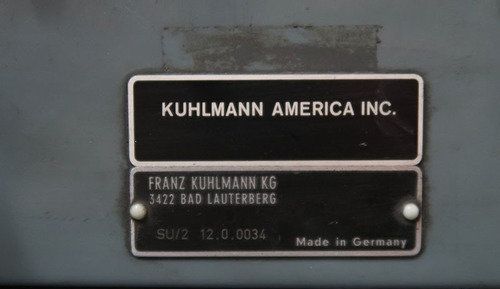 KUHLMANN AMERICA INC.
FRANZ KUHLMANN KG
3422 BAD LAUTERBERG
SU/2 12.0.0034
Made in Germany